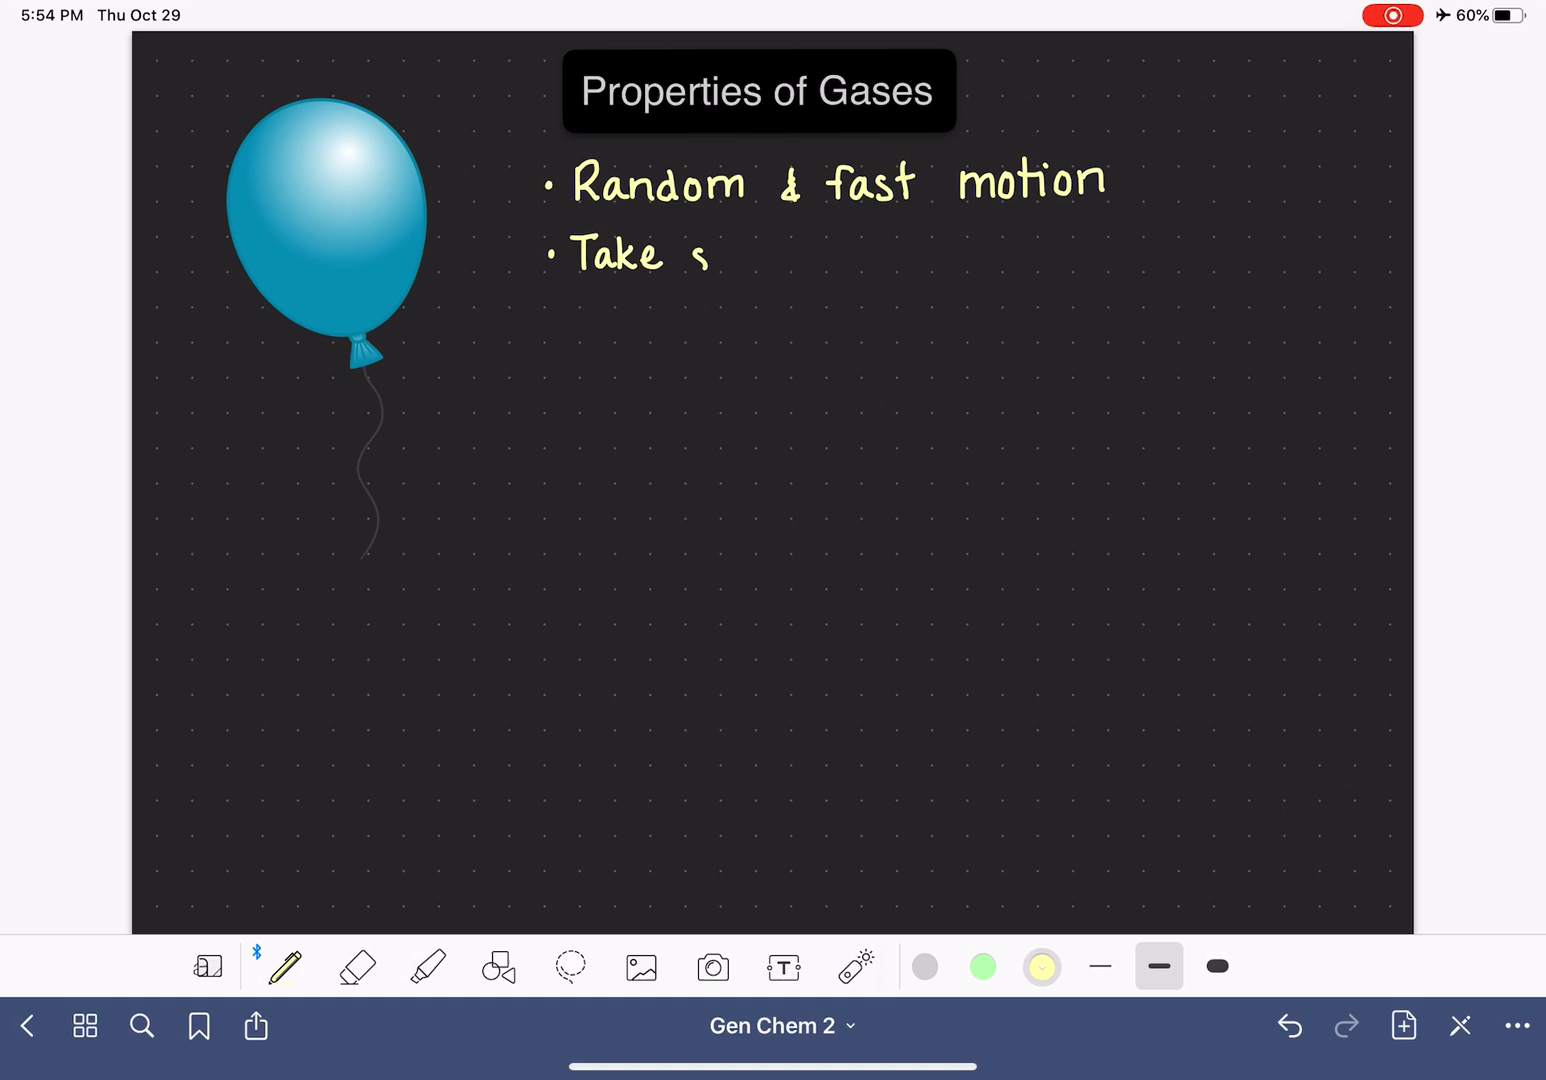 5:54 PM Thu Oct 29
60%
Properties of Gases
• Random & fast motion
• Take s
T
Gen Chem 2